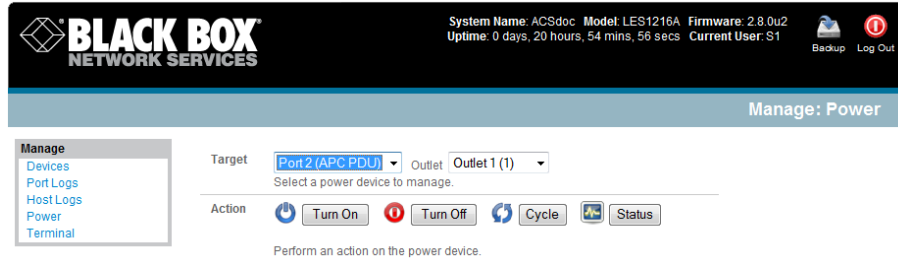 BLACK BOX
NETWORK SERVICES
System Name: ACSdoc Model: LES1216A Firmware: 2.8.0u2
Uptime: 0 days, 20 hours, 54 mins, 56 secs Current User: S1
Backup Log Out
Manage: Power
Manage
Devices
Port Logs
Host Logs
Power
Terminal
Target Port 2 (APC PDU) Outlet Outlet 1 (1)
Select a power device to manage.
Action Turn On Turn Off Cycle Status
Perform an action on the power device.